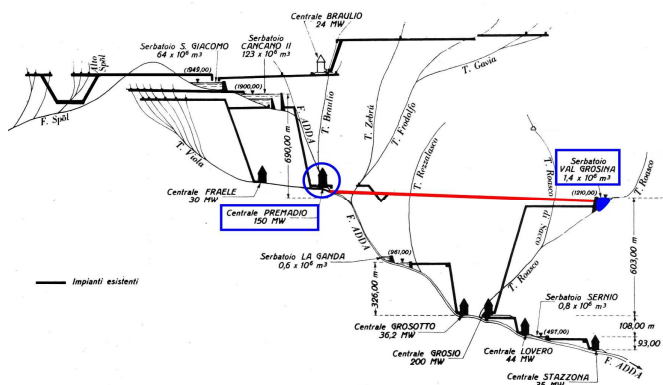 Centrale BRAULIO
24 MW
Serbatoio
CANCANO II
123 x 10⁶ m³
Serbatoio S. GIACOMO
64 x 10⁶ m³
(1949,00)
(1900,00)
Alto
Spöl
F. Spöl
T. Viola
690,00 m
F. ADDA
T. Braulio
T. Zebrú
T. Frodolfo
T. Gavia
T. Rezzalasco
T. Roasco
Serbatoio
VAL GROSINA
1,4 x 10⁶ m³
(1210,00)
T. Roasco
Centrale FRAELE
30 MW
Centrale PREMADIO
150 MW
F. ADDA
di Sacco
T. Roasco
603,00 m
Serbatoio LA GANDA
0,6 x 10⁶ m³
(961,00)
Impianti esistenti
326,00 m
T. Roasco
Serbatoio SERNIO
0,8 x 10⁶ m³
108,00 m
(497,00)
93,00
Centrale GROSOTTO
36,2 MW
Centrale GROSIO
200 MW
Centrale LOVERO
44 MW
F. ADDA
Centrale STAZZONA